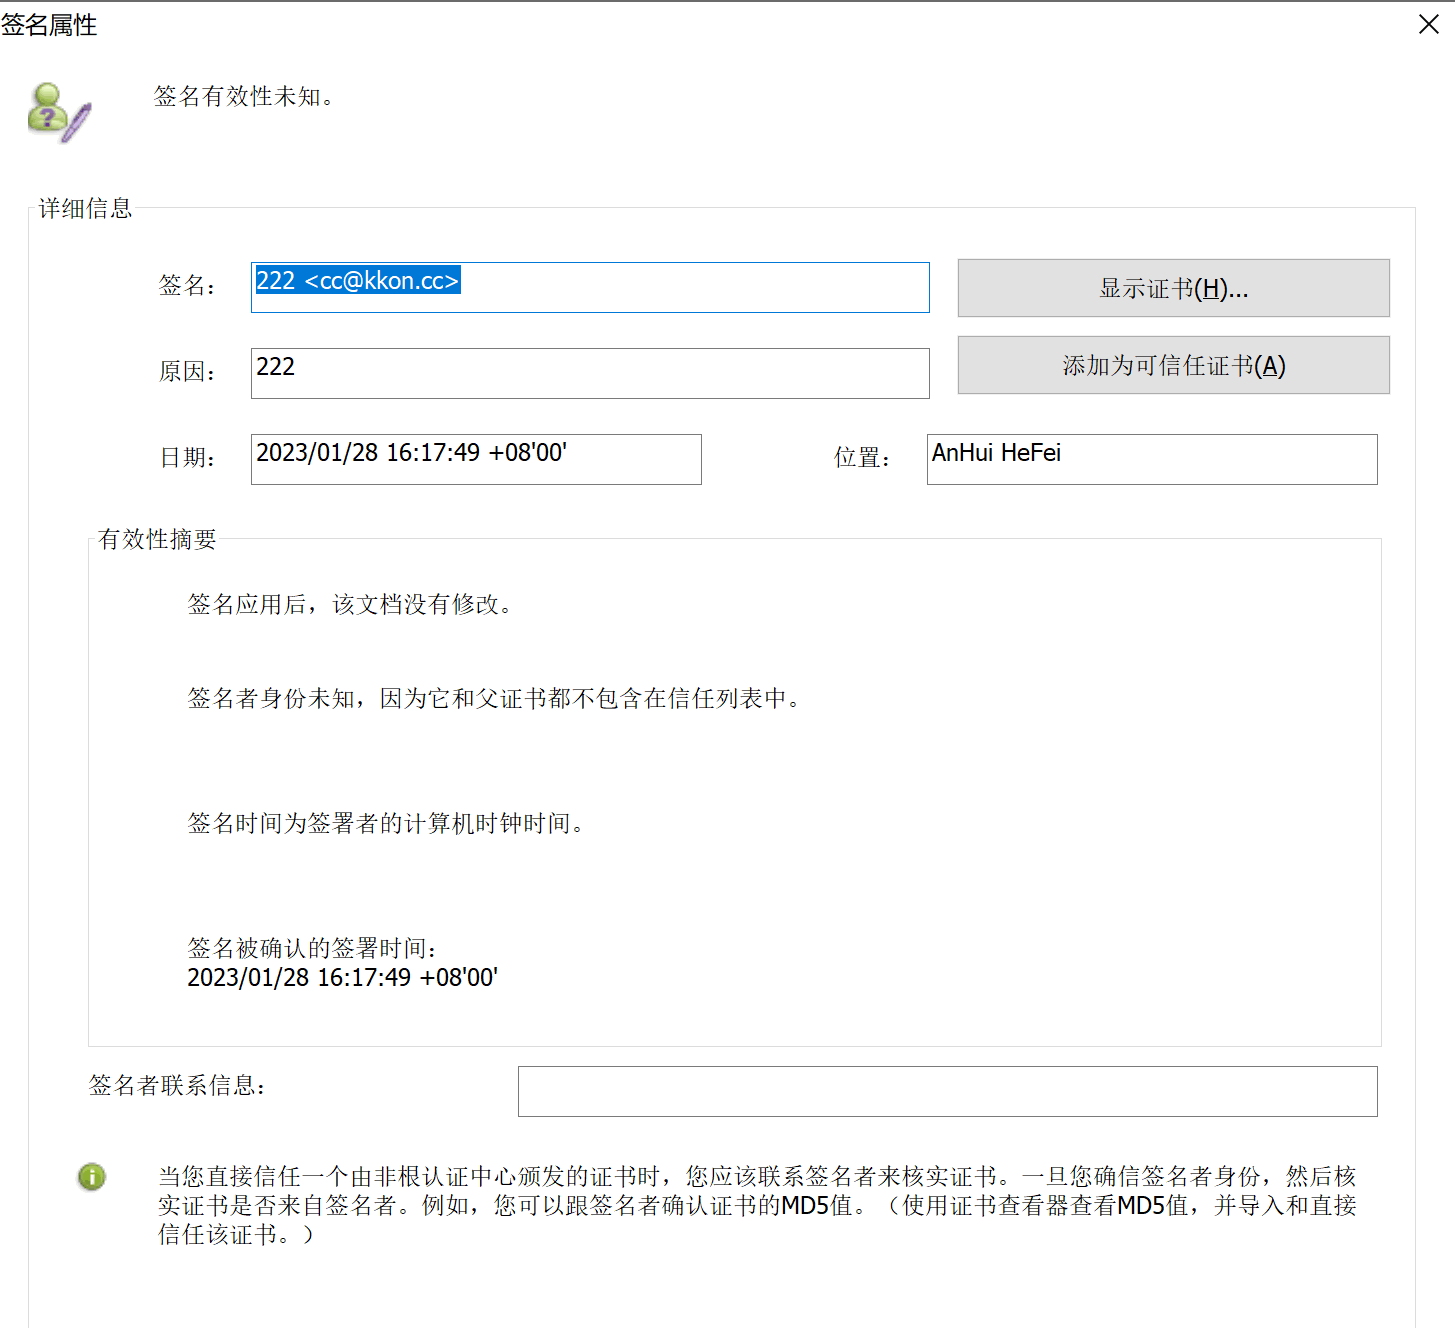 签名属性
签名有效性未知。
详细信息
签名：
222 <cc@kkon.cc>
显示证书(H)...
原因：
222
添加为可信任证书(A)
日期：
2023/01/28 16:17:49 +08'00'
位置：
AnHui HeFei
有效性摘要
签名应用后，该文档没有修改。
签名者身份未知，因为它和父证书都不包含在信任列表中。
签名时间为签署者的计算机时钟时间。
签名被确认的签署时间：
2023/01/28 16:17:49 +08'00'
签名者联系信息：
当您直接信任一个由非根认证中心颁发的证书时，您应该联系签名者来核实证书。一旦您确信签名者身份，然后核
实证书是否来自签名者。例如，您可以跟签名者确认证书的MD5值。（使用证书查看器查看MD5值，并导入和直接
信任该证书。）